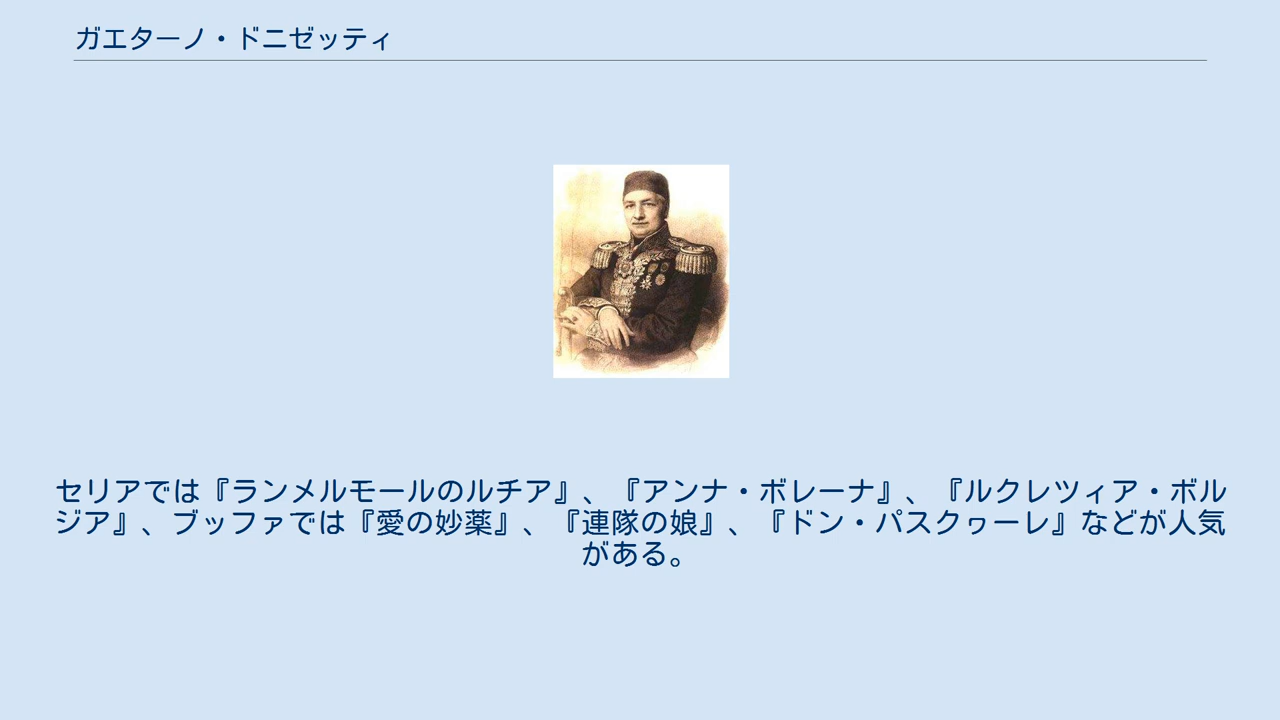 ガエターノ・ドニゼッティ
セリアでは『ランメルモールのルチア』、『アンナ・ボレーナ』、『ルクレツィア・ボル
ジア』、ブッファでは『愛の妙薬』、『連隊の娘』、『ドン・パスクヮーレ』などが人気
がある。